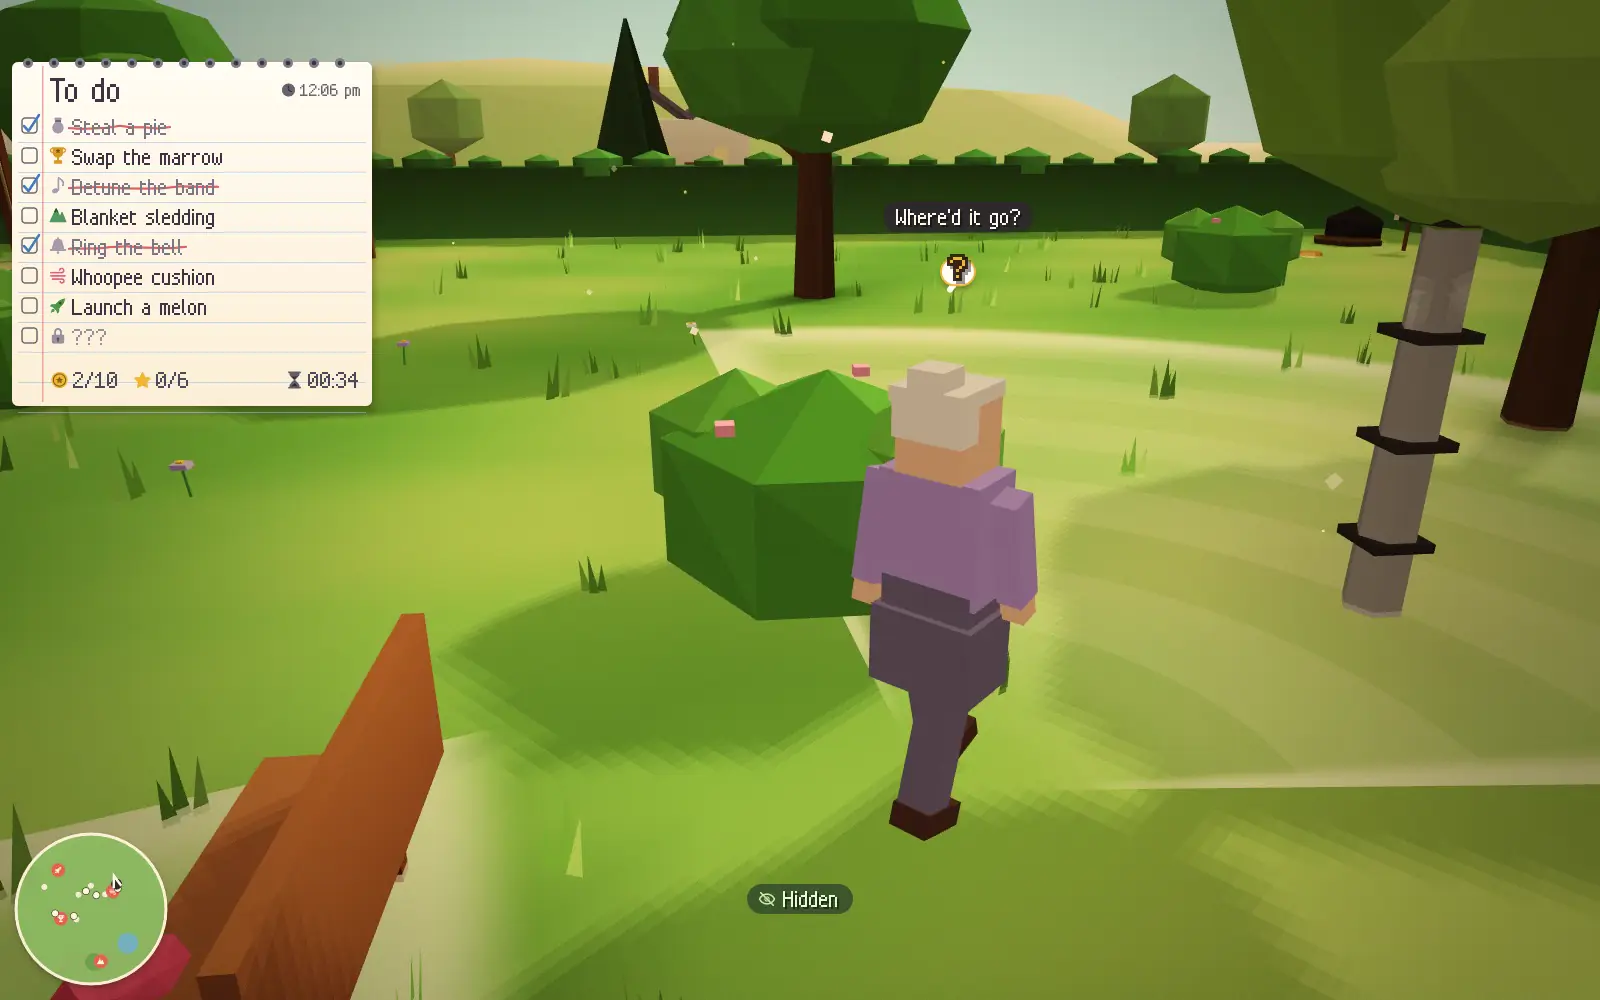 To do
12:06 pm
Steal a pie
Swap the marrow
Detune the band
Blanket sledding
Ring the bell
Whoopee cushion
Launch a melon
???
2/10 0/6 00:34
Where'd it go?
?
Hidden